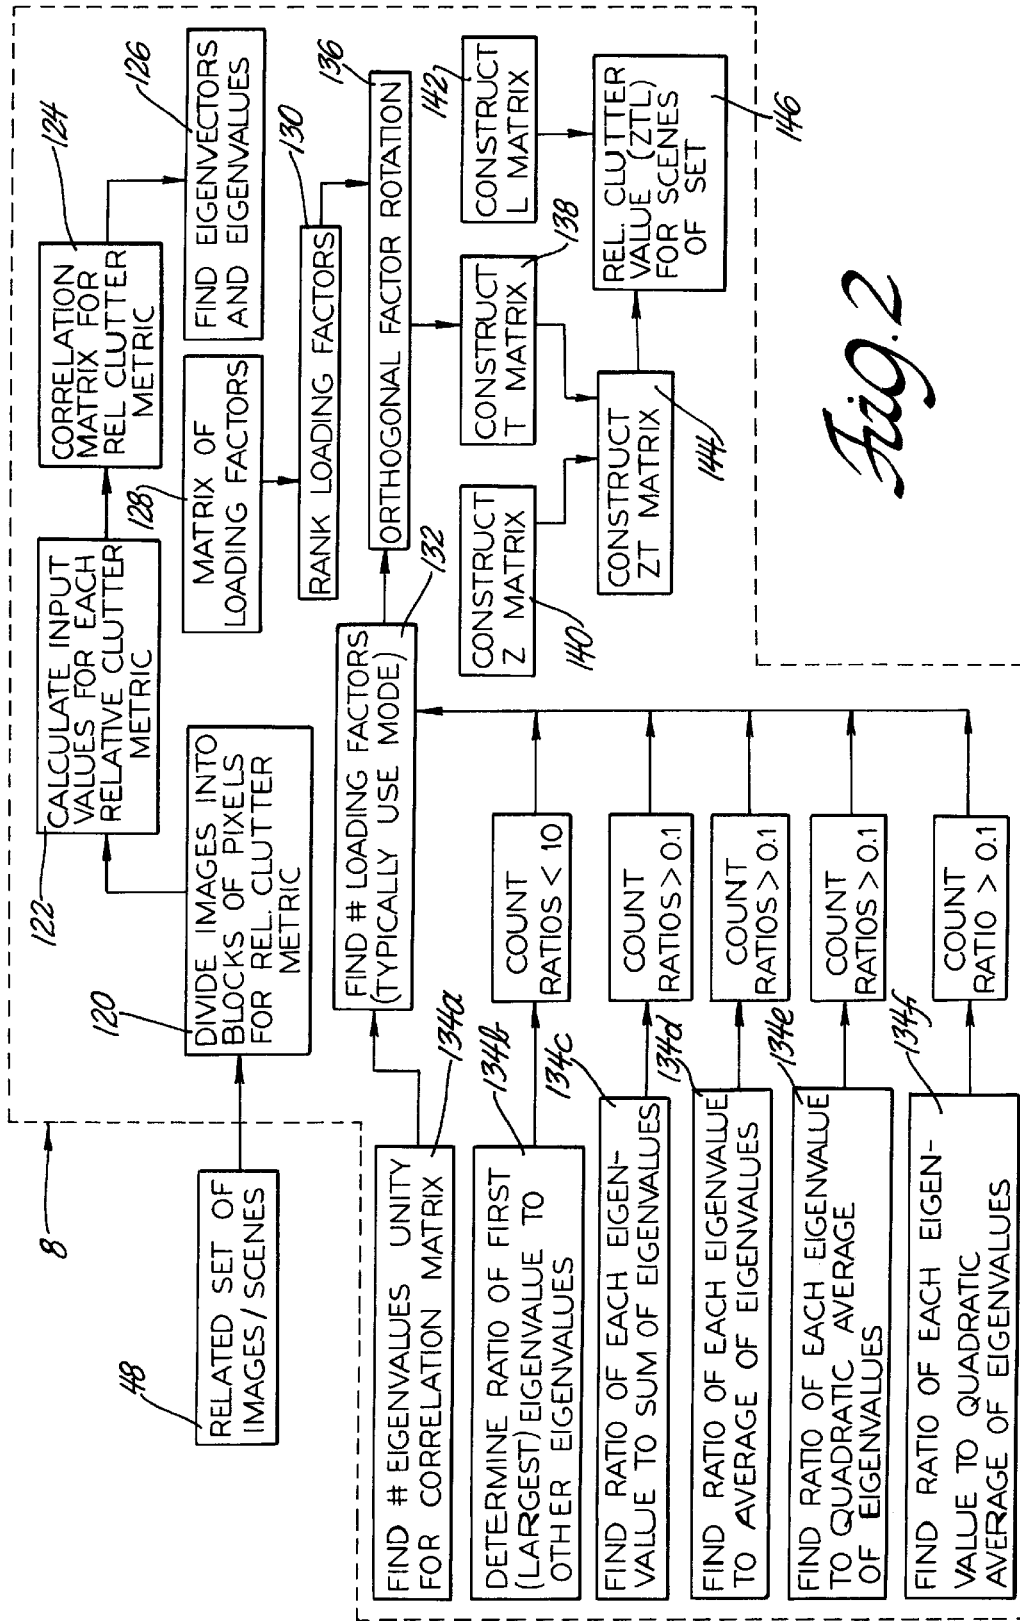 8
48
RELATED SET OF
IMAGES/SCENES
120
DIVIDE IMAGES INTO
BLOCKS OF PIXELS
FOR REL. CLUTTER
METRIC
122
CALCULATE INPUT
VALUES FOR EACH
RELATIVE CLUTTER
METRIC
124
CORRELATION
MATRIX FOR
REL CLUTTER
METRIC
126
FIND EIGENVECTORS
AND EIGENVALUES
128
MATRIX OF
LOADING FACTORS
130
RANK LOADING FACTORS
132
FIND # LOADING FACTORS
(TYPICALLY USE MODE)
136
ORTHOGONAL FACTOR ROTATION
134a
FIND # EIGENVALUES UNITY
FOR CORRELATION MATRIX
134b
DETERMINE RATIO OF FIRST
(LARGEST) EIGENVALUE TO
OTHER EIGENVALUES
COUNT
RATIOS < 10
134c
FIND RATIO OF EACH EIGEN-
VALUE TO SUM OF EIGENVALUES
COUNT
RATIOS > 0.1
134d
FIND RATIO OF EACH EIGENVALUE
TO AVERAGE OF EIGENVALUES
COUNT
RATIOS > 0.1
134e
FIND RATIO OF EACH EIGENVALUE
TO QUADRATIC AVERAGE
OF EIGENVALUES
COUNT
RATIOS > 0.1
134f
FIND RATIO OF EACH EIGEN-
VALUE TO QUADRATIC
AVERAGE OF EIGENVALUES
COUNT
RATIO > 0.1
140
CONSTRUCT
Z MATRIX
138
CONSTRUCT
T MATRIX
142
CONSTRUCT
L MATRIX
144
CONSTRUCT
ZT MATRIX
146
REL. CLUTTER
VALUE (ZTL)
FOR SCENES
OF SET
Fig. 2